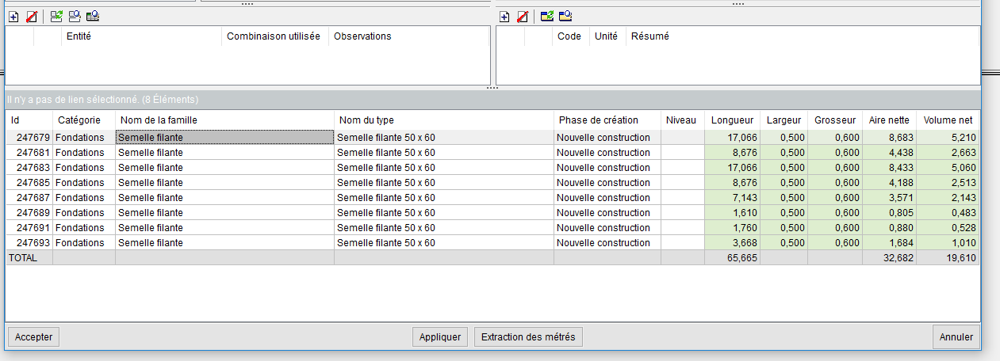 Entité Combinaison utilisée Observations Code Unité Résumé
Il n'y a pas de lien sélectionné. (8 Éléments)
Id Catégorie Nom de la famille Nom du type Phase de création Niveau Longueur Largeur Grosseur Aire nette Volume net
247679 Fondations Semelle filante Semelle filante 50 x 60 Nouvelle construction 17,066 0,500 0,600 8,683 5,210
247681 Fondations Semelle filante Semelle filante 50 x 60 Nouvelle construction 8,676 0,500 0,600 4,438 2,663
247683 Fondations Semelle filante Semelle filante 50 x 60 Nouvelle construction 17,066 0,500 0,600 8,433 5,060
247685 Fondations Semelle filante Semelle filante 50 x 60 Nouvelle construction 8,676 0,500 0,600 4,188 2,513
247687 Fondations Semelle filante Semelle filante 50 x 60 Nouvelle construction 7,143 0,500 0,600 3,571 2,143
247689 Fondations Semelle filante Semelle filante 50 x 60 Nouvelle construction 1,610 0,500 0,600 0,805 0,483
247691 Fondations Semelle filante Semelle filante 50 x 60 Nouvelle construction 1,760 0,500 0,600 0,880 0,528
247693 Fondations Semelle filante Semelle filante 50 x 60 Nouvelle construction 3,668 0,500 0,600 1,684 1,010
TOTAL 65,665 32,682 19,610
Accepter Appliquer Extraction des métrés Annuler